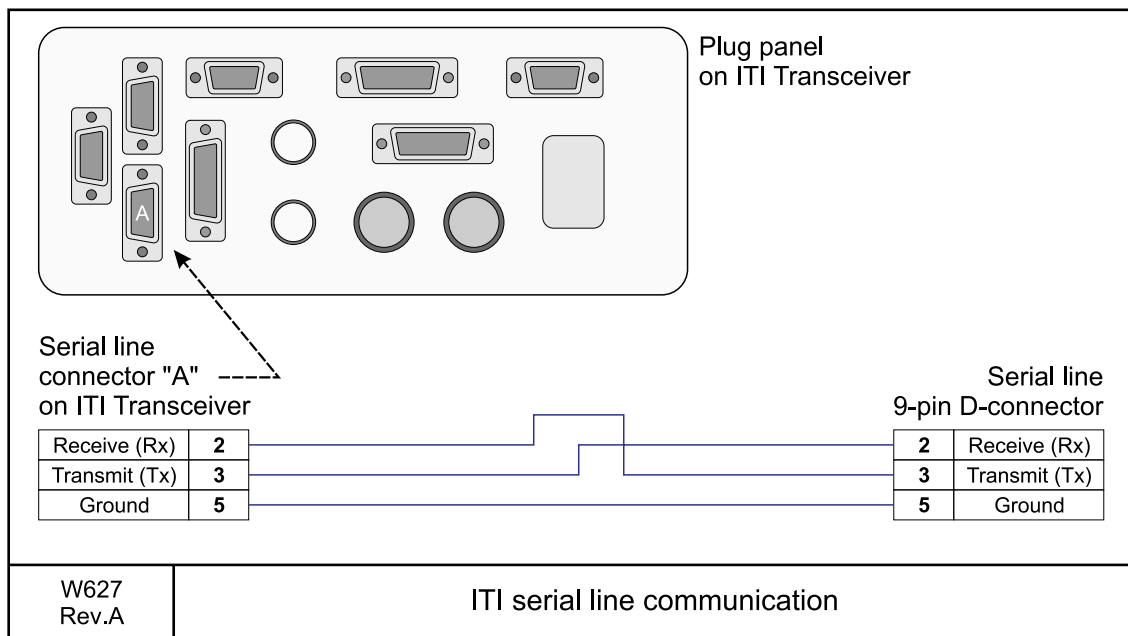 Plug panel
on ITI Transceiver
A
Serial line
connector "A"
on ITI Transceiver
Serial line
9-pin D-connector
Receive (Rx) 2
2 Receive (Rx)
Transmit (Tx) 3
3 Transmit (Tx)
Ground 5
5 Ground
W627
Rev.A
ITI serial line communication